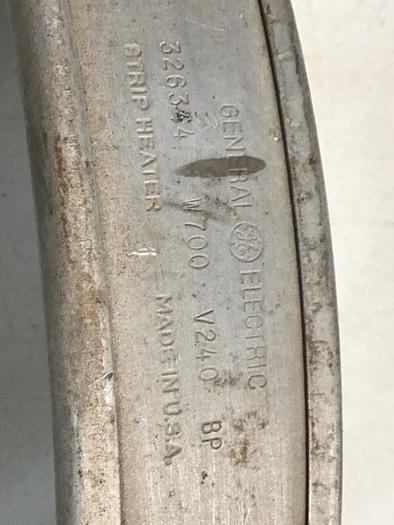 GENERAL GE ELECTRIC
326344 W700 V240 BP
STRIP HEATER MADE IN U.S.A.